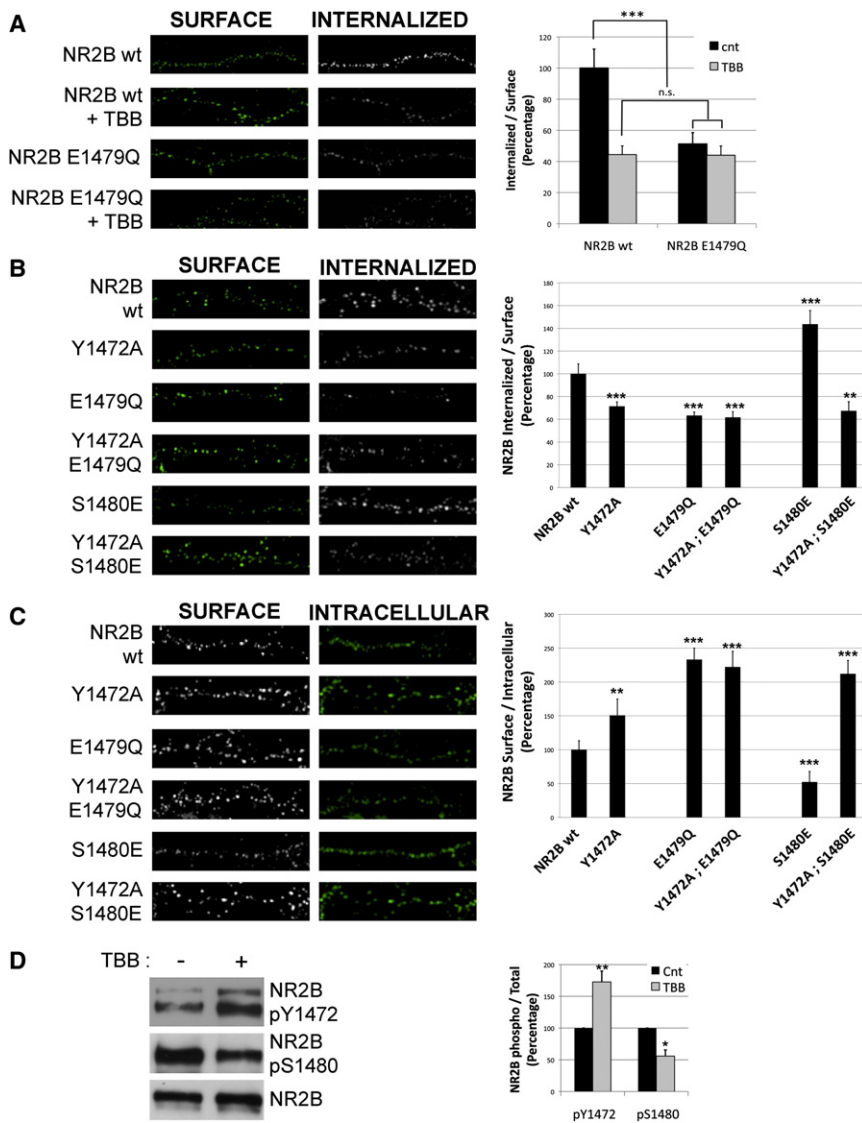 A
SURFACE INTERNALIZED
NR2B wt
NR2B wt
+ TBB
NR2B E1479Q
NR2B E1479Q
+ TBB
Internalized / Surface
(Percentage)
120
100
80
60
40
20
0
***
n.s.
cnt
TBB
NR2B wt NR2B E1479Q
B
SURFACE INTERNALIZED
NR2B
wt
Y1472A
E1479Q
Y1472A
E1479Q
S1480E
Y1472A
S1480E
NR2B Internalized / Surface
(Percentage)
180
160
140
120
100
80
60
40
20
0
*** *** *** *** **
NR2B wt Y1472A E1479Q Y1472A ; E1479Q S1480E Y1472A ; S1480E
C
SURFACE INTRACELLULAR
NR2B
wt
Y1472A
E1479Q
Y1472A
E1479Q
S1480E
Y1472A
S1480E
NR2B Surface / Intracellular
(Percentage)
300
250
200
150
100
50
0
** *** *** *** ***
NR2B wt Y1472A E1479Q Y1472A ; E1479Q S1480E Y1472A ; S1480E
D
TBB : - +
NR2B
pY1472
NR2B
pS1480
NR2B
NR2B phospho / Total
(Percentage)
200
150
100
50
0
** *
Cnt
TBB
pY1472 pS1480